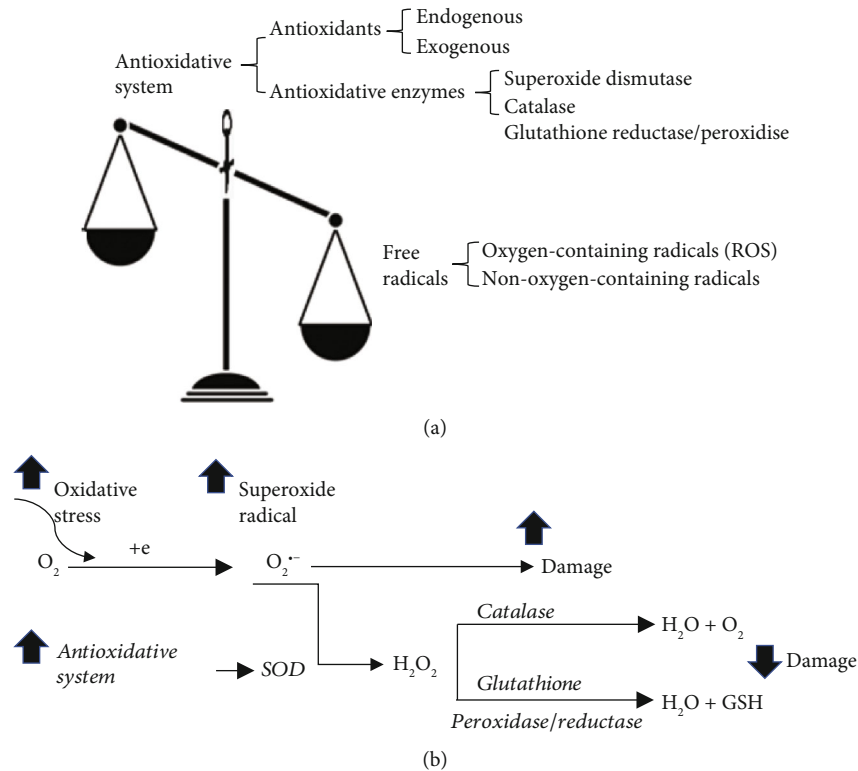 Endogenous
Antioxidants
Exogenous
Antioxidative
system
Superoxide dismutase
Antioxidative enzymes
Catalase
Glutathione reductase/peroxidise
Free
radicals
Oxygen-containing radicals (ROS)
Non-oxygen-containing radicals
(a)
Oxidative
stress
Superoxide
radical
O₂
+e
O₂•−
Damage
Catalase
H₂O + O₂
Antioxidative
system
SOD
H₂O₂
Damage
Glutathione
H₂O + GSH
Peroxidase/reductase
(b)